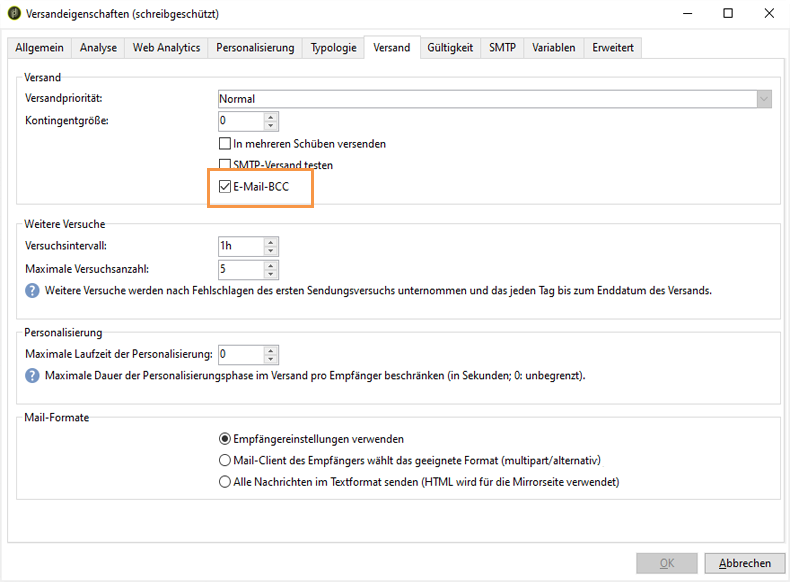 Versandeigenschaften (schreibgeschützt)
Allgemein Analyse Web Analytics Personalisierung Typologie Versand Gültigkeit SMTP Variablen Erweitert
Versand
Versandpriorität: Normal
Kontingentgröße: 0
In mehreren Schüben versenden
SMTP-Versand testen
E-Mail-BCC
Weitere Versuche
Versuchsintervall: 1h
Maximale Versuchsanzahl: 5
? Weitere Versuche werden nach Fehlschlagen des ersten Sendungsversuchs unternommen und das jeden Tag bis zum Enddatum des Versands.
Personalisierung
Maximale Laufzeit der Personalisierung: 0
? Maximale Dauer der Personalisierungsphase im Versand pro Empfänger beschränken (in Sekunden; 0: unbegrenzt).
Mail-Formate
Empfängereinstellungen verwenden
Mail-Client des Empfängers wählt das geeignete Format (multipart/alternativ)
Alle Nachrichten im Textformat senden (HTML wird für die Mirrorseite verwendet)
OK Abbrechen